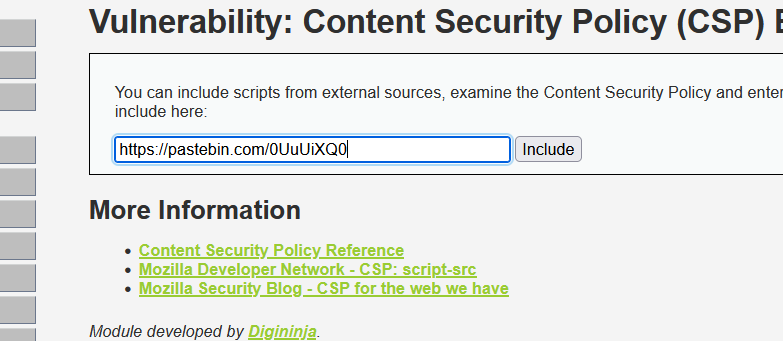 Vulnerability: Content Security Policy (CSP)
You can include scripts from external sources, examine the Content Security Policy and enter
include here:
https://pastebin.com/0UuUiXQ0 Include
More Information
Content Security Policy Reference
Mozilla Developer Network - CSP: script-src
Mozilla Security Blog - CSP for the web we have
Module developed by Digininja.